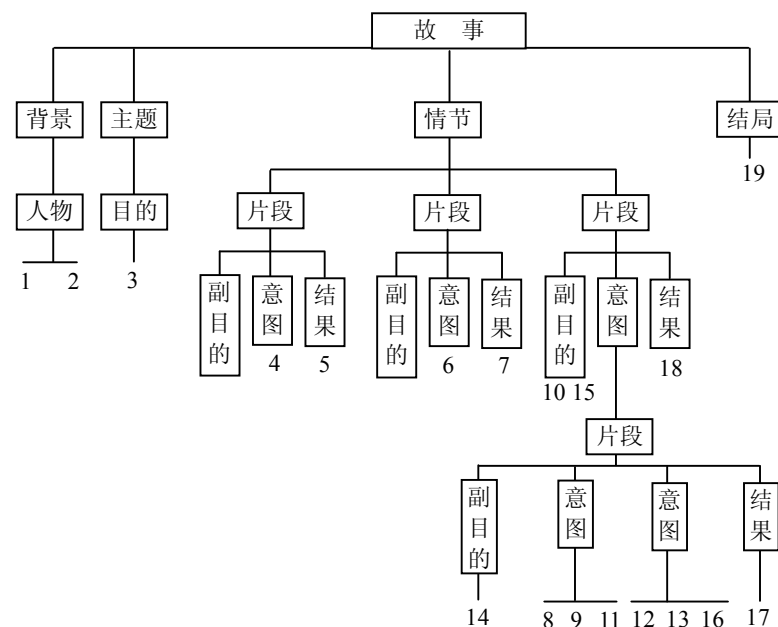 故 事
背景 主题 情节 结局
19
人物 目的 片段 片段 片段
1 2 3
副目的 意图 结果 副目的 意图 结果 副目的 意图 结果
4 5 6 7 18
10 15
片段
副目的 意图 意图 结果
14 8 9 11 12 13 16 17